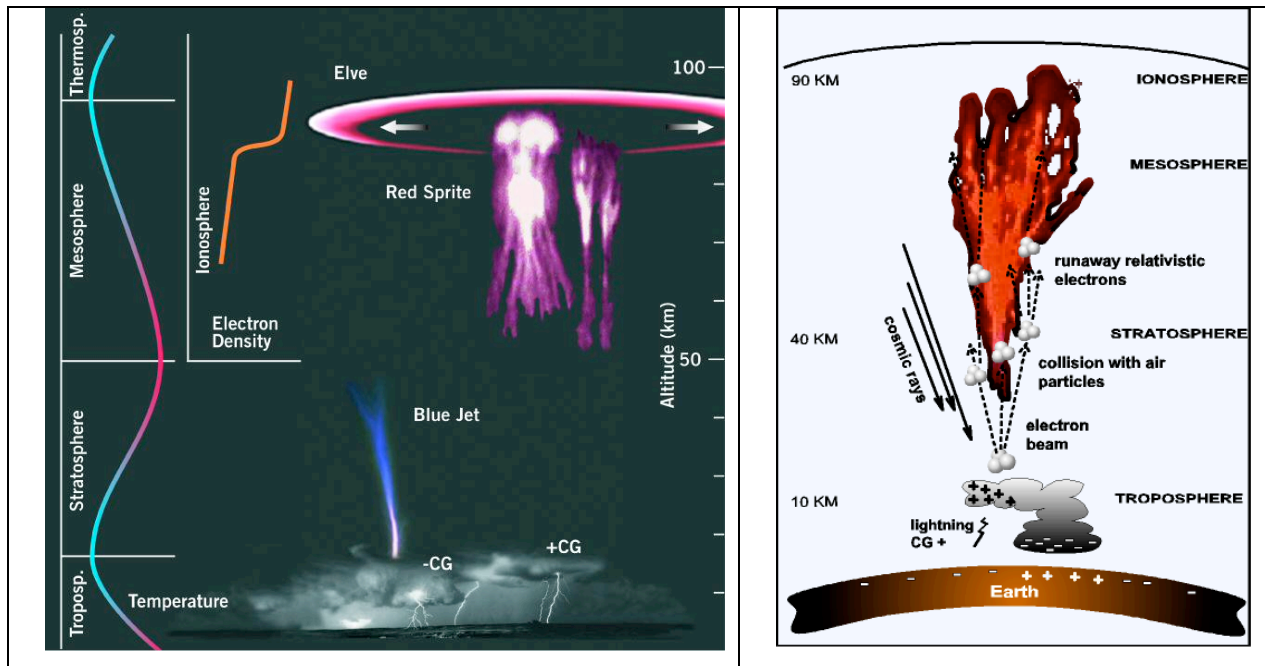 Thermosp.
Mesosphere
Stratosphere
Troposp.
Temperature
Ionosphere
Electron
Density
Elve
Red Sprite
Blue Jet
-CG
+CG
100
50
Altitude (km)
90 KM
IONOSPHERE
MESOSPHERE
runaway relativistic
electrons
cosmic rays
40 KM
STRATOSPHERE
collision with air
particles
electron
beam
10 KM
TROPOSPHERE
lightning
CG +
Earth